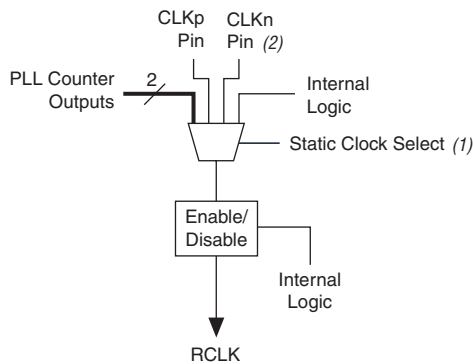 CLKp
Pin
CLKn
Pin (2)
PLL Counter
Outputs
2
Internal
Logic
Static Clock Select (1)
Enable/
Disable
Internal
Logic
RCLK